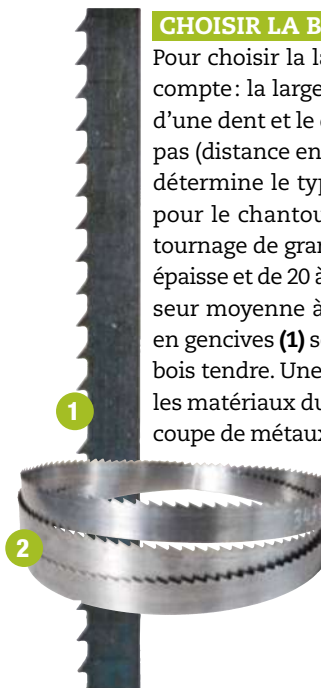 CHOISIR LA B
Pour choisir la la
compte : la large
d'une dent et le
pas (distance en
détermine le typ
pour le chantou
tournage de gran
épaisse et de 20 à
seur moyenne à
en gencives (1) s
bois tendre. Une
les matériaux du
coupe de métaux
1
2